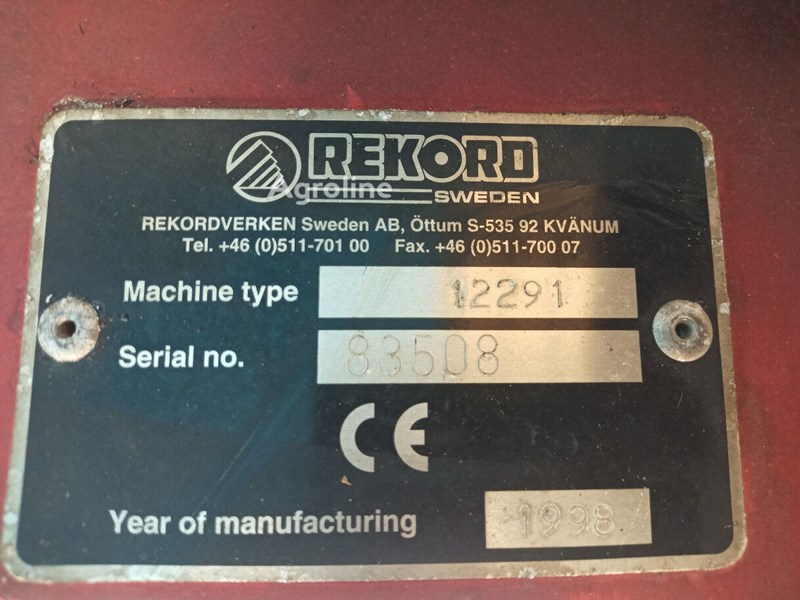 REKORD
Agroline
SWEDEN
REKORDVERKEN Sweden AB, Öttum S-535 92 KVÄNUM
Tel. +46 (0)511-701 00 Fax. +46 (0)511-700 07
Machine type 12291
Serial no. 83508
CE
Year of manufacturing 1998